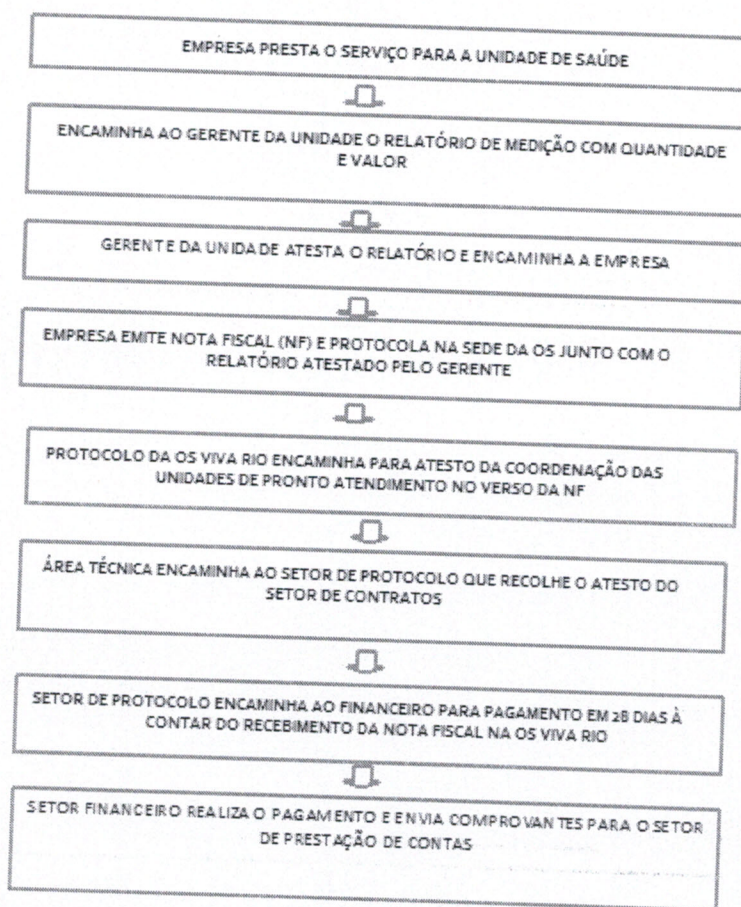 EMPRESA PRESTA O SERVIÇO PARA A UNIDADE DE SAÚDE
ENCAMINHA AO GERENTE DA UNIDADE O RELATÓRIO DE MEDIÇÃO COM QUANTIDADE
E VALOR
GERENTE DA UNIDADE ATESTA O RELATÓRIO E ENCAMINHA A EMPRESA
EMPRESA EMITE NOTA FISCAL (NF) E PROTOCOLA NA SEDE DA OS JUNTO COM O
RELATÓRIO ATESTADO PELO GERENTE
PROTOCOLO DA OS VIVA RIO ENCAMINHA PARA ATESTO DA COORDENAÇÃO DAS
UNIDADES DE PRONTO ATENDIMENTO NO VERSO DA NF
ÁREA TÉCNICA ENCAMINHA AO SETOR DE PROTOCOLO QUE RECOLHE O ATESTO DO
SETOR DE CONTRATOS
SETOR DE PROTOCOLO ENCAMINHA AO FINANCEIRO PARA PAGAMENTO EM 28 DIAS À
CONTAR DO RECEBIMENTO DA NOTA FISCAL NA OS VIVA RIO
SETOR FINANCEIRO REALIZA O PAGAMENTO E ENVIA COMPROVANTES PARA O SETOR
DE PRESTAÇÃO DE CONTAS